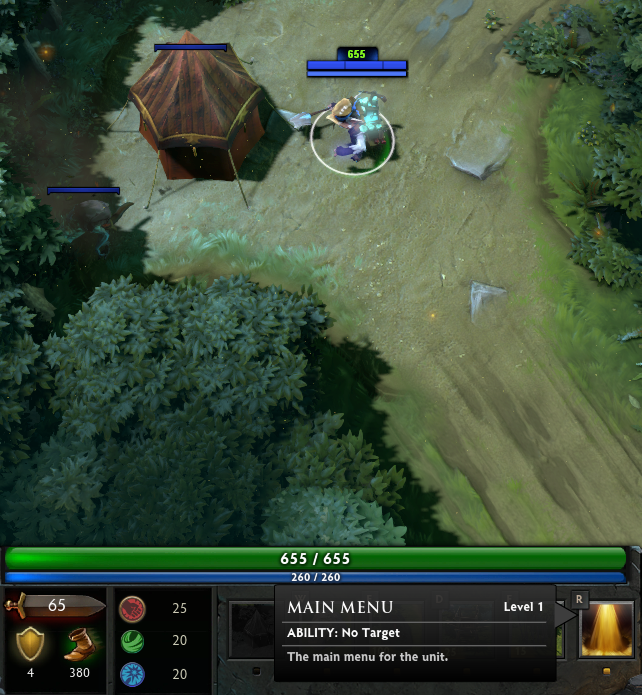 655
655 / 655
260 / 260
65
25
MAIN MENU
Level 1
R
ABILITY: No Target
20
The main menu for the unit.
4
380
20